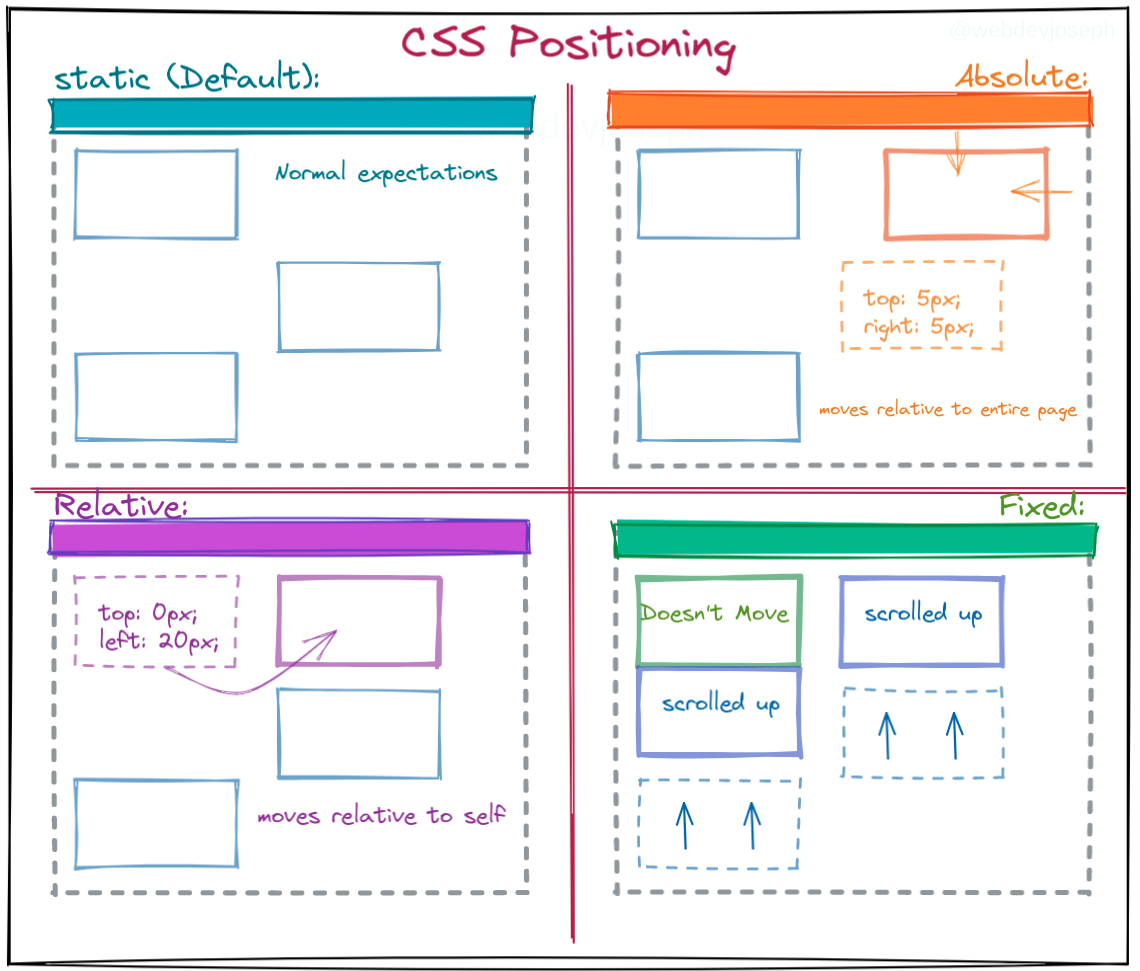 @webdevjoseph
CSS Positioning
static (Default):
Normal expectations
Absolute:
top: 5px;
right: 5px;
moves relative to entire page
Relative:
top: 0px;
left: 20px;
moves relative to self
Fixed:
Doesn't Move
scrolled up
scrolled up